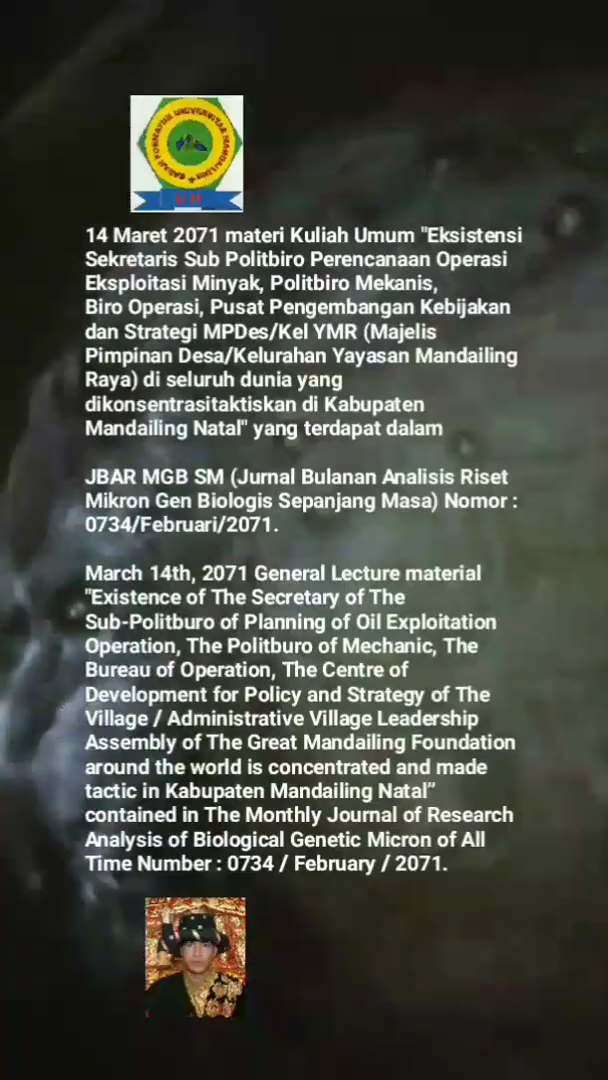 14 Maret 2071 materi Kuliah Umum "Eksistensi
Sekretaris Sub Politbiro Perencanaan Operasi
Eksploitasi Minyak, Politbiro Mekanis,
Biro Operasi, Pusat Pengembangan Kebijakan
dan Strategi MPDes/Kel YMR (Majelis
Pimpinan Desa/Kelurahan Yayasan Mandailing
Raya) di seluruh dunia yang
dikonsentrasitaktiskan di Kabupaten
Mandailing Natal" yang terdapat dalam
JBAR MGB SM (Jurnal Bulanan Analisis Riset
Mikron Gen Biologis Sepanjang Masa) Nomor :
0734/Februari/2071.
March 14th, 2071 General Lecture material
"Existence of The Secretary of The
Sub-Politburo of Planning of Oil Exploitation
Operation, The Politburo of Mechanic, The
Bureau of Operation, The Centre of
Development for Policy and Strategy of The
Village / Administrative Village Leadership
Assembly of The Great Mandailing Foundation
around the world is concentrated and made
tactic in Kabupaten Mandailing Natal”
contained in The Monthly Journal of Research
Analysis of Biological Genetic Micron of All
Time Number : 0734 / February / 2071.